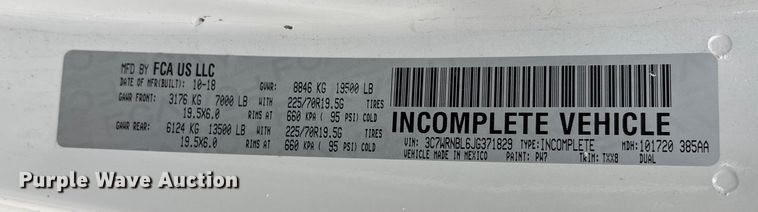 MFD BY FCA US LLC
DATE OF MFR(BUILT): 10-18 GVWR: 8846 KG 19500 LB
GAWR FRONT: 3176 KG 7000 LB WITH 225/70R19.5G TIRES
19.5X6.0 RIMS AT 660 KPA ( 95 PSI) COLD
GAWR REAR: 6124 KG 13500 LB WITH 225/70R19.5G TIRES
19.5X6.0 RIMS AT 660 KPA ( 95 PSI) COLD
INCOMPLETE VEHICLE
VIN: 3C7WRNBL6JG371829 TYPE: INCOMPLETE MDH: 101720 385AA
VEHICLE MADE IN MEXICO PAINT: PW7 TRIM: TXX8 DUAL
Purple Wave Auction